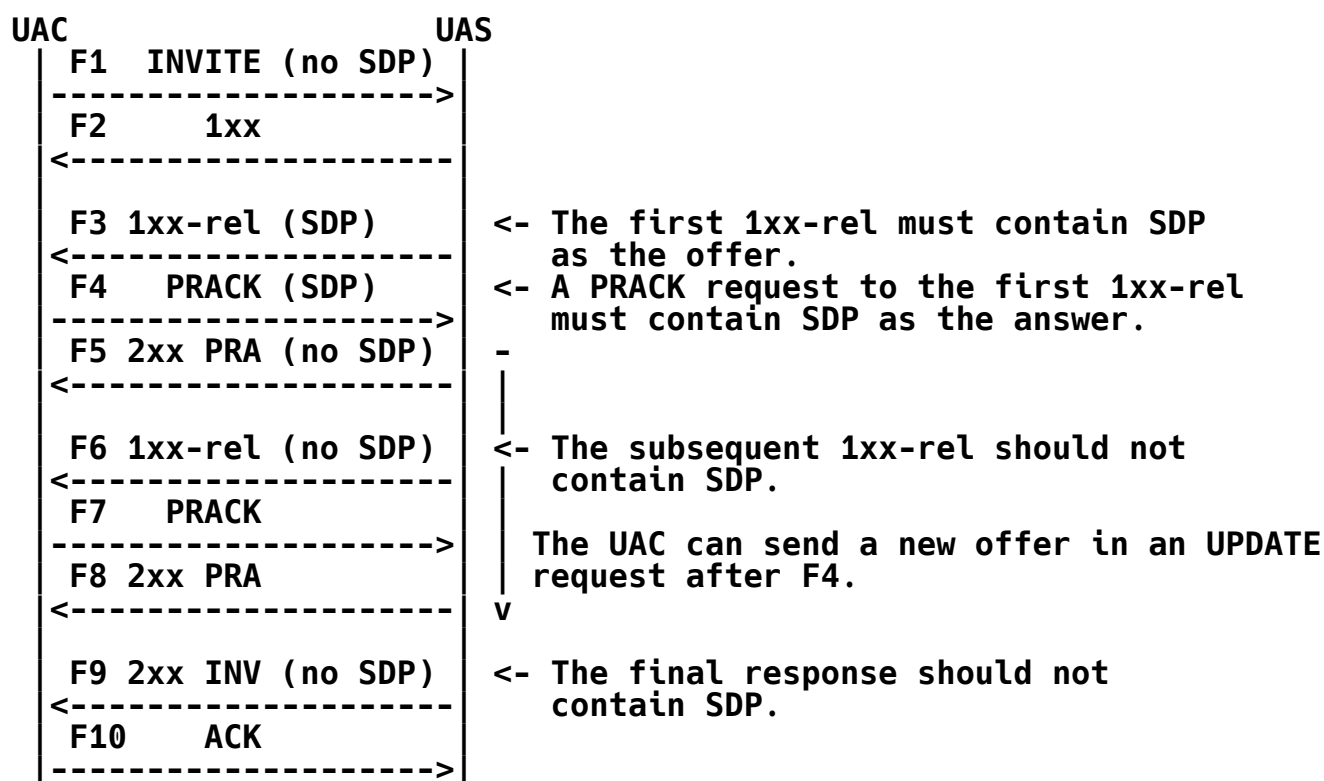 UAC                   UAS
 |  F1  INVITE (no SDP) |
 |-------------------->|
 |  F2     1xx          |
 |<--------------------|
 |                      |
 |  F3 1xx-rel (SDP)    | <- The first 1xx-rel must contain SDP
 |<--------------------|    as the offer.
 |  F4   PRACK (SDP)    | <- A PRACK request to the first 1xx-rel
 |-------------------->|    must contain SDP as the answer.
 |  F5 2xx PRA (no SDP) | -
 |<--------------------| |
 |                      | |
 |  F6 1xx-rel (no SDP) | <- The subsequent 1xx-rel should not
 |<--------------------| |  contain SDP.
 |  F7   PRACK          | |
 |-------------------->| | The UAC can send a new offer in an UPDATE
 |  F8 2xx PRA          | | request after F4.
 |<--------------------| v
 |                      |
 |  F9 2xx INV (no SDP) | <- The final response should not
 |<--------------------|    contain SDP.
 |  F10    ACK          |
 |-------------------->|